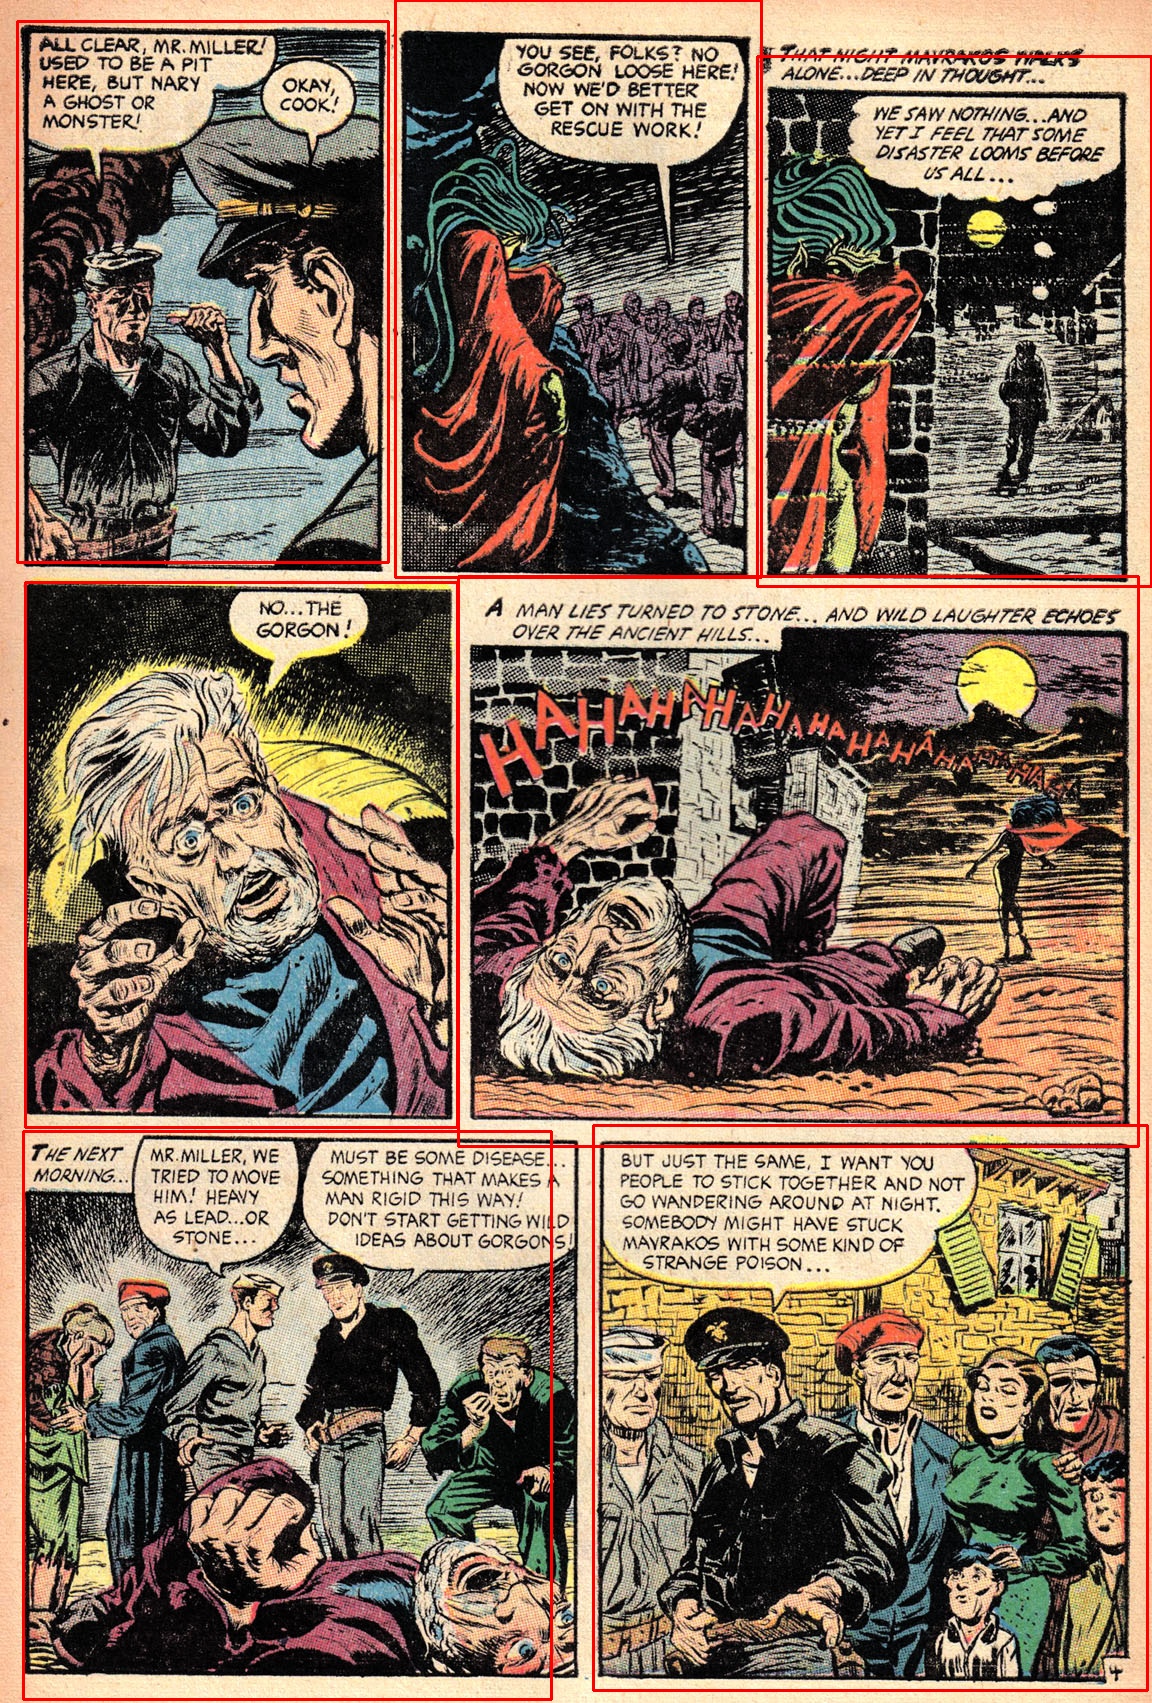 ALL CLEAR, MR. MILLER!
USED TO BE A PIT
HERE, BUT NARY
A GHOST OR
MONSTER!
OKAY,
COOK!
YOU SEE, FOLKS? NO
GORGON LOOSE HERE!
NOW WE'D BETTER
GET ON WITH THE
RESCUE WORK!
THAT NIGHT MAVRAKOS WALKS
ALONE...DEEP IN THOUGHT...
WE SAW NOTHING...AND
YET I FEEL THAT SOME
DISASTER LOOMS BEFORE
US ALL...
NO...THE
GORGON!
A MAN LIES TURNED TO STONE... AND WILD LAUGHTER ECHOES
OVER THE ANCIENT HILLS...
HAHAHAHAHAHAHAHAHAHAHAHA
THE NEXT
MORNING...
MR. MILLER, WE
TRIED TO MOVE
HIM! HEAVY
AS LEAD...OR
STONE...
MUST BE SOME DISEASE...
SOMETHING THAT MAKES A
MAN RIGID THIS WAY!
DON'T START GETTING WILD
IDEAS ABOUT GORGONS!
BUT JUST THE SAME, I WANT YOU
PEOPLE TO STICK TOGETHER AND NOT
GO WANDERING AROUND AT NIGHT.
SOMEBODY MIGHT HAVE STUCK
MAVRAKOS WITH SOME KIND OF
STRANGE POISON...
4